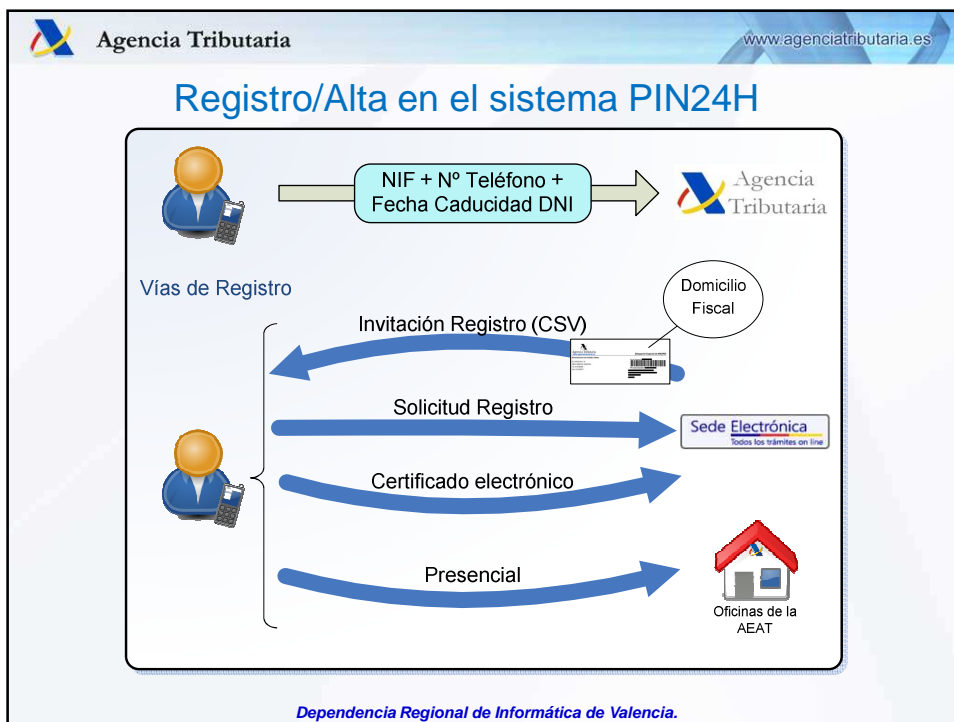 Agencia Tributaria
www.agenciatributaria.es
Registro/Alta en el sistema PIN24H
NIF + Nº Teléfono +
Fecha Caducidad DNI
Agencia
Tributaria
Vías de Registro
Domicilio
Fiscal
Invitación Registro (CSV)
Solicitud Registro
Sede Electrónica
Todos los trámites on line
Certificado electrónico
Presencial
Oficinas de la
AEAT
Dependencia Regional de Informática de Valencia.